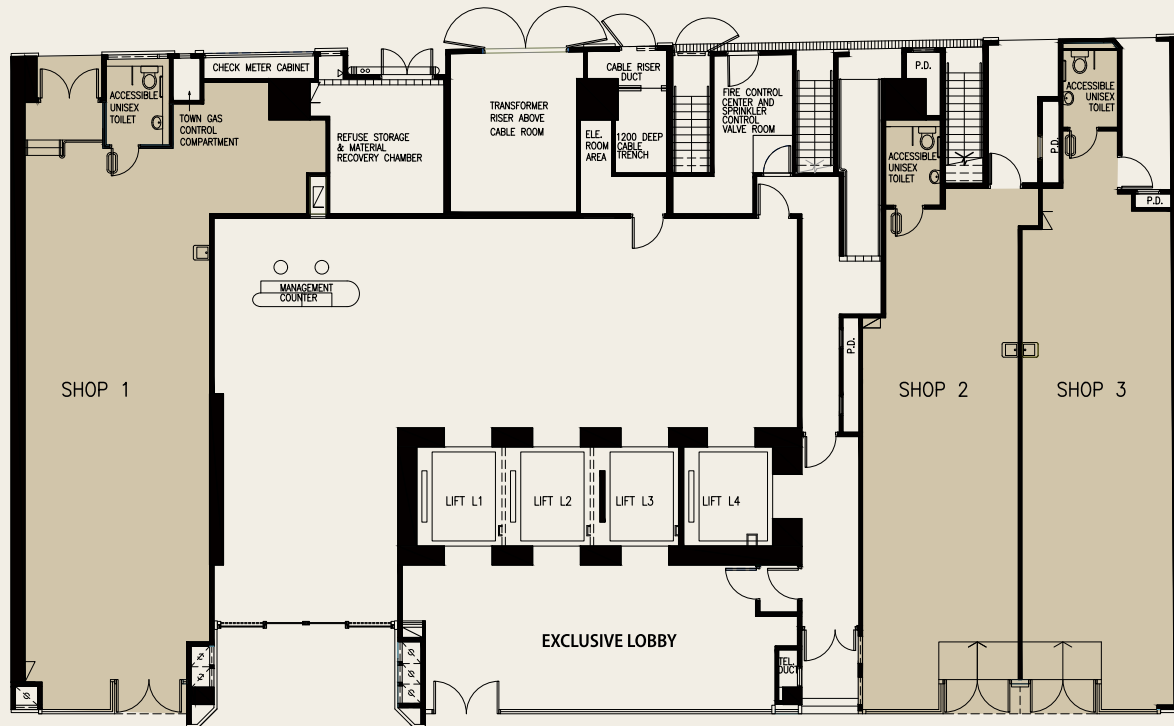 CHECK METER CABINET
ACCESSIBLE
UNISEX
TOILET
TOWN GAS
CONTROL
COMPARTMENT
REFUSE STORAGE
& MATERIAL
RECOVERY CHAMBER
TRANSFORMER
RISER ABOVE
CABLE ROOM
CABLE RISER
DUCT
ELE.
ROOM
AREA
1200 DEEP
CABLE
TRENCH
FIRE CONTROL
CENTER AND
SPRINKLER
CONTROL
VALVE ROOM
P.D.
ACCESSIBLE
UNISEX
TOILET
ACCESSIBLE
UNISEX
TOILET
P.D.
P.D.
MANAGEMENT
COUNTER
P.D.
SHOP 1
SHOP 2
SHOP 3
LIFT L1
LIFT L2
LIFT L3
LIFT L4
EXCLUSIVE LOBBY
TEL.
DUCT